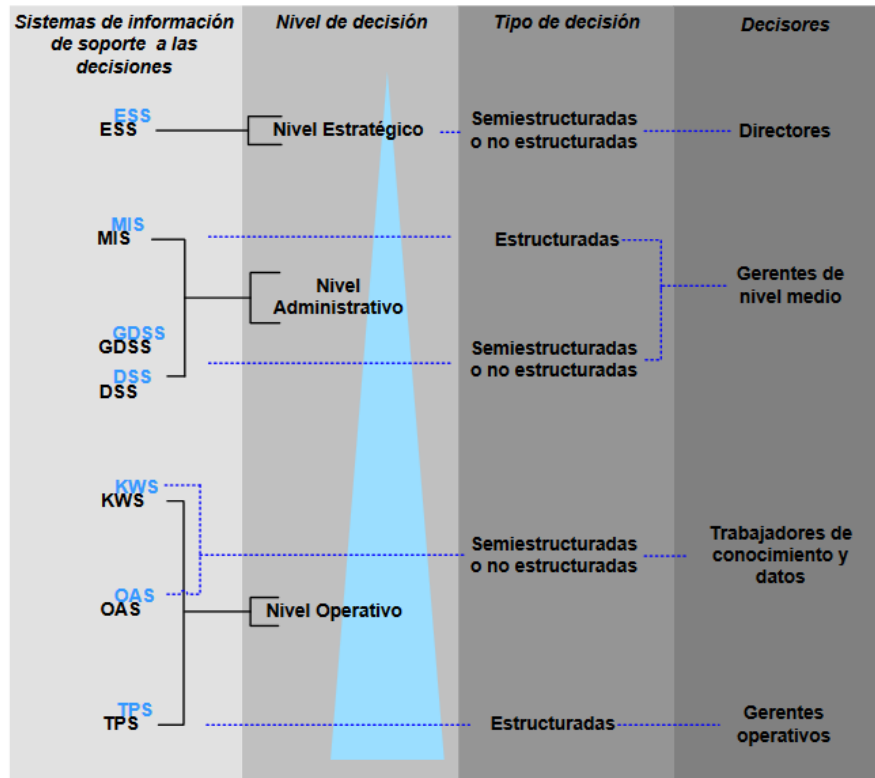 Sistemas de información
de soporte a las
decisiones
Nivel de decisión
Tipo de decisión
Decisores
ESS
ESS
Nivel Estratégico
Semiestructuradas
o no estructuradas
Directores
MIS
MIS
Estructuradas
Nivel
Administrativo
Gerentes de
nivel medio
GDSS
GDSS
DSS
DSS
Semiestructuradas
o no estructuradas
KWS
KWS
Semiestructuradas
o no estructuradas
Trabajadores de
conocimiento y
datos
OAS
OAS
Nivel Operativo
TPS
TPS
Estructuradas
Gerentes
operativos